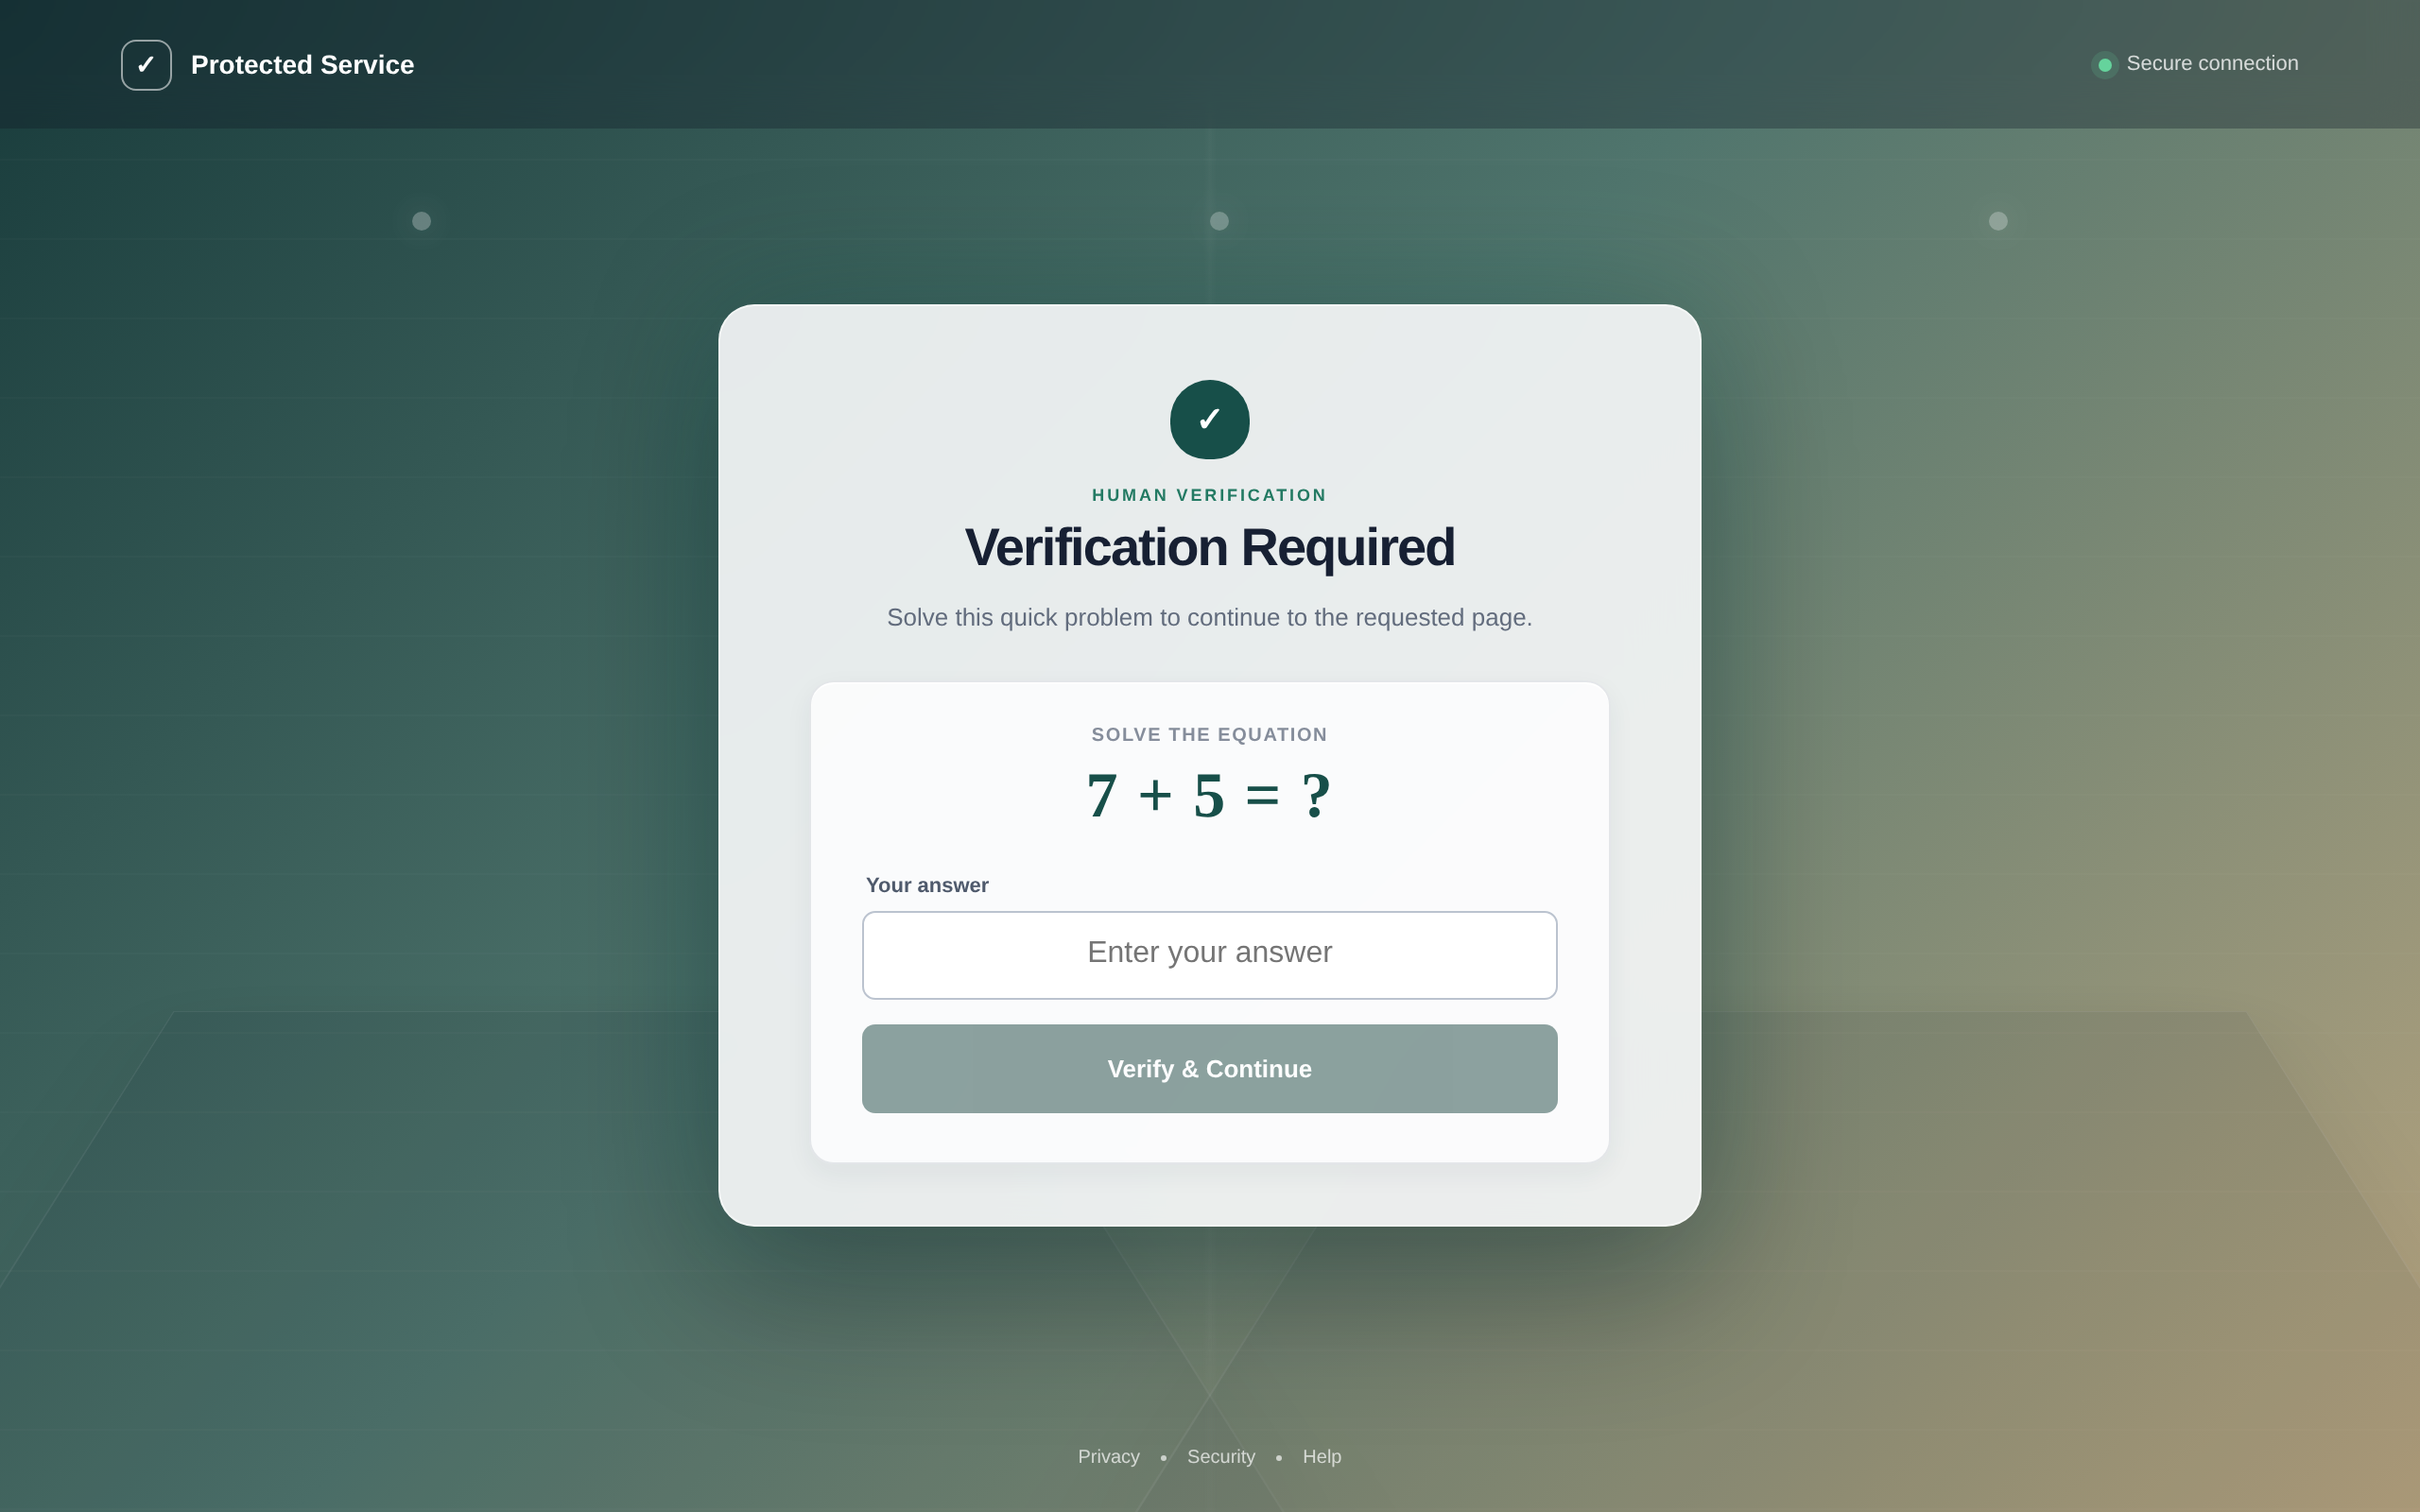 ✓ Protected Service
Secure connection
✓
HUMAN VERIFICATION
Verification Required
Solve this quick problem to continue to the requested page.
SOLVE THE EQUATION
7 + 5 = ?
Your answer
Enter your answer
Verify & Continue
Privacy • Security • Help